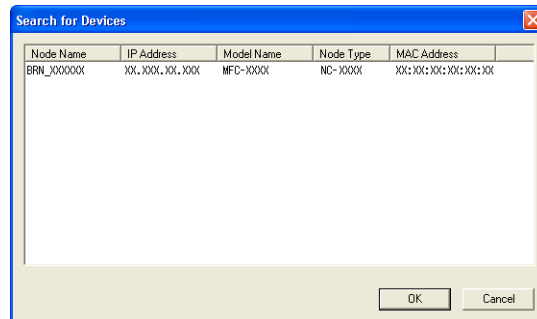 Search for Devices
Node Name IP Address Model Name Node Type MAC Address
BRN_XXXXXX XX.XXX.XX.XXX MFC-XXXX NC-XXXX XX:XX:XX:XX:XX:XX
OK Cancel